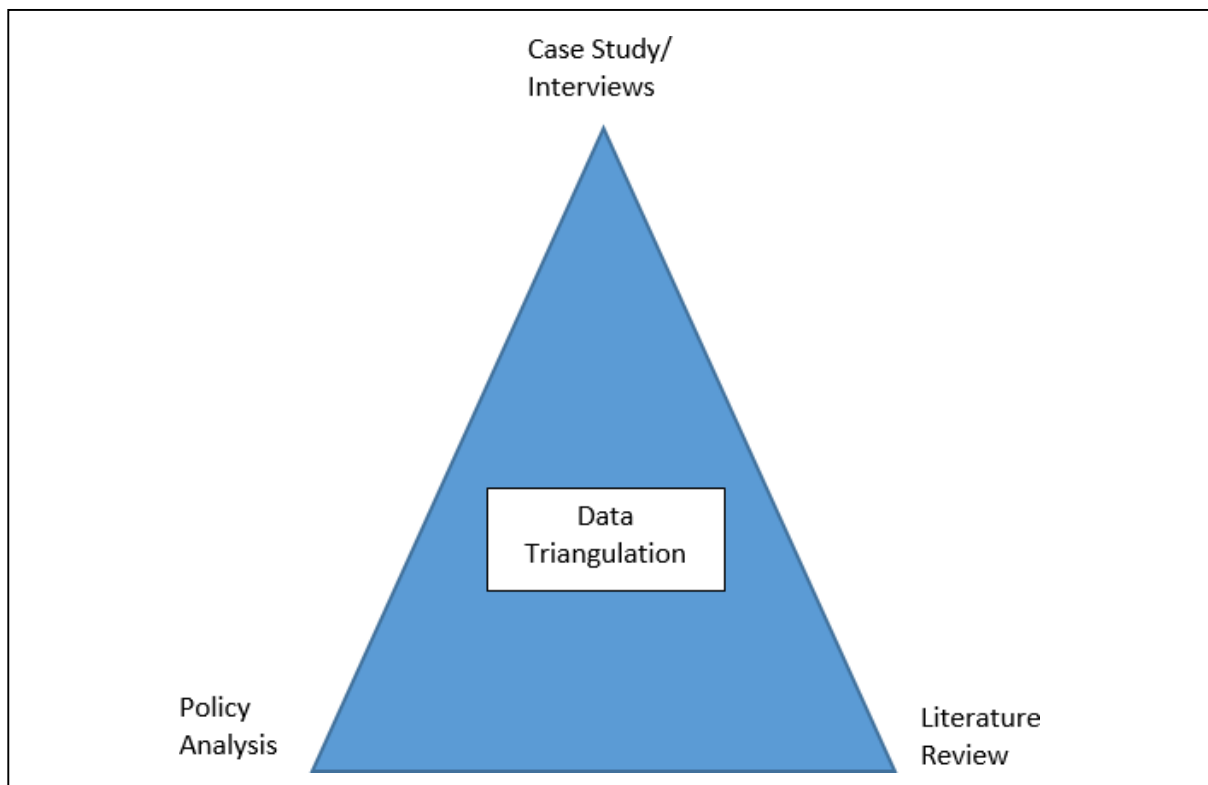 Case Study/
Interviews
Data
Triangulation
Policy
Analysis
Literature
Review